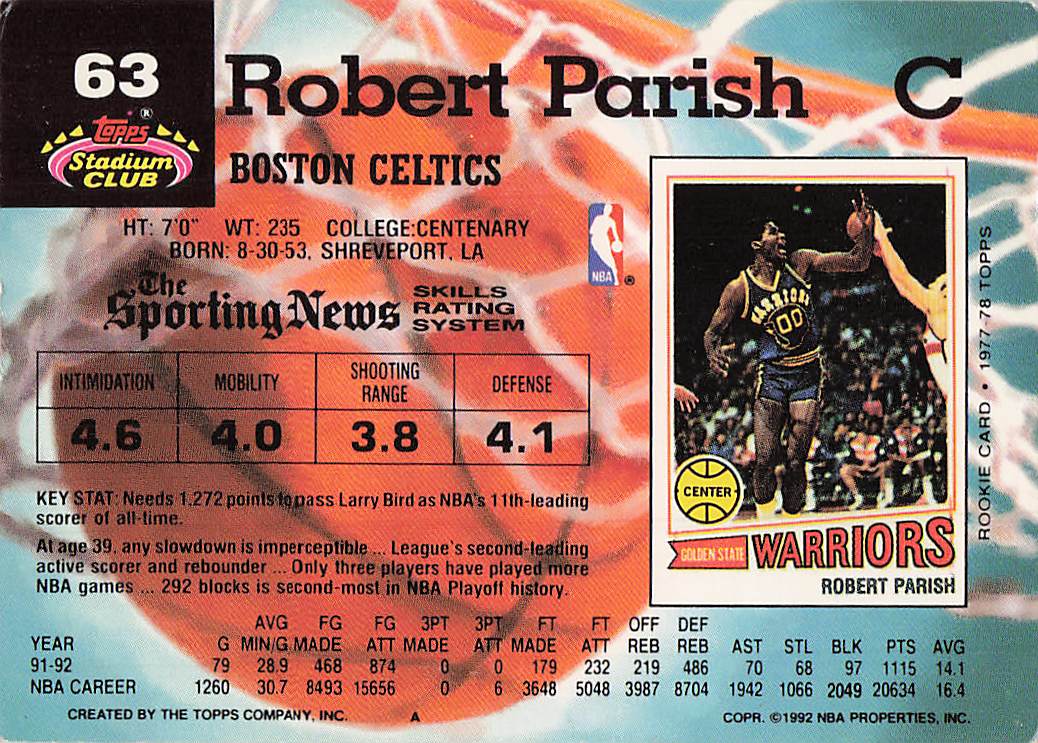 63
Robert Parish C
Topps ®
Stadium
CLUB
BOSTON CELTICS
HT: 7'0" WT: 235 COLLEGE:CENTENARY
BORN: 8-30-53, SHREVEPORT, LA
NBA ®
The
Sporting News
SKILLS
RATING
SYSTEM
INTIMIDATION MOBILITY SHOOTING RANGE DEFENSE
4.6 4.0 3.8 4.1
KEY STAT: Needs 1,272 points to pass Larry Bird as NBA's 11th-leading
scorer of all-time.
At age 39, any slowdown is imperceptible ... League's second-leading
active scorer and rebounder ... Only three players have played more
NBA games ... 292 blocks is second-most in NBA Playoff history.
WARRIORS
00
CENTER
GOLDEN STATE WARRIORS
ROBERT PARISH
ROOKIE CARD • 1977-78 TOPPS
AVG FG FG 3PT 3PT FT FT OFF DEF
YEAR G MIN/G MADE ATT MADE ATT MADE ATT REB REB AST STL BLK PTS AVG
91-92 79 28.9 468 874 0 0 179 232 219 486 70 68 97 1115 14.1
NBA CAREER 1260 30.7 8493 15656 0 6 3648 5048 3987 8704 1942 1066 2049 20634 16.4
CREATED BY THE TOPPS COMPANY, INC. A COPR. ©1992 NBA PROPERTIES, INC.